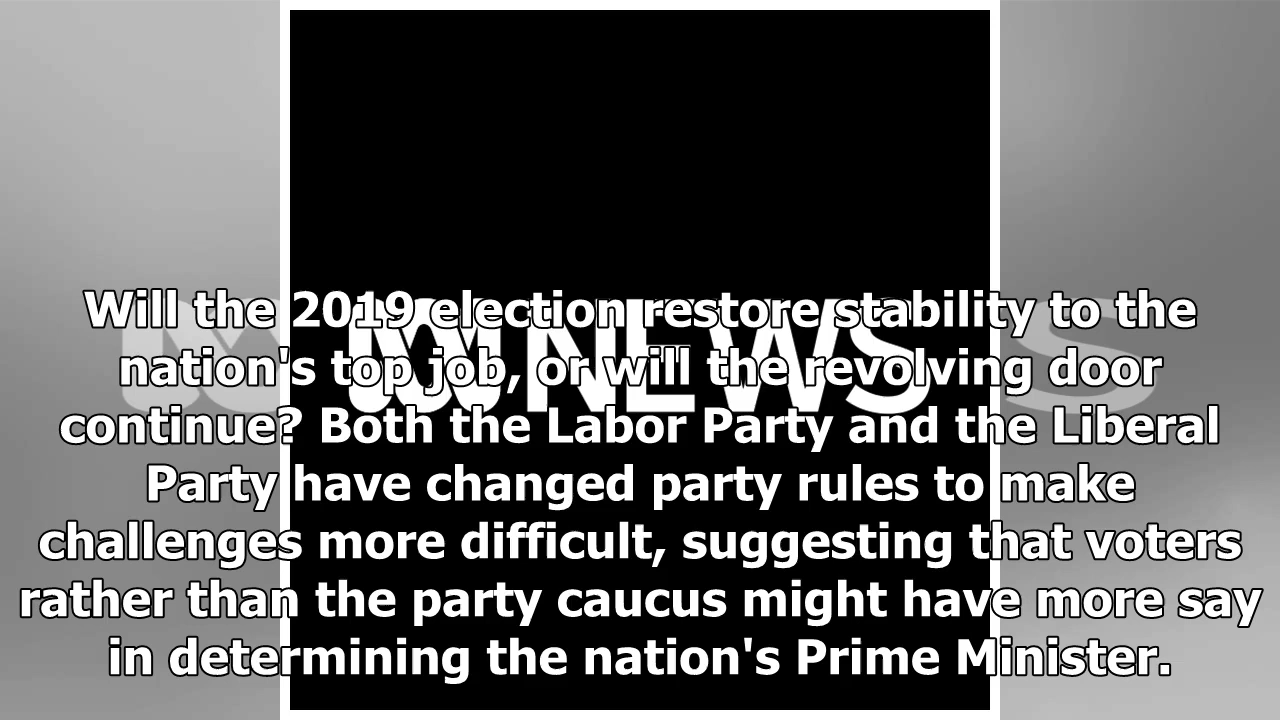 Will the 2019 election restore stability to the
nation's top job, or will the revolving door
continue? Both the Labor Party and the Liberal
Party have changed party rules to make
challenges more difficult, suggesting that voters
rather than the party caucus might have more say
in determining the nation's Prime Minister.
NEWS
S